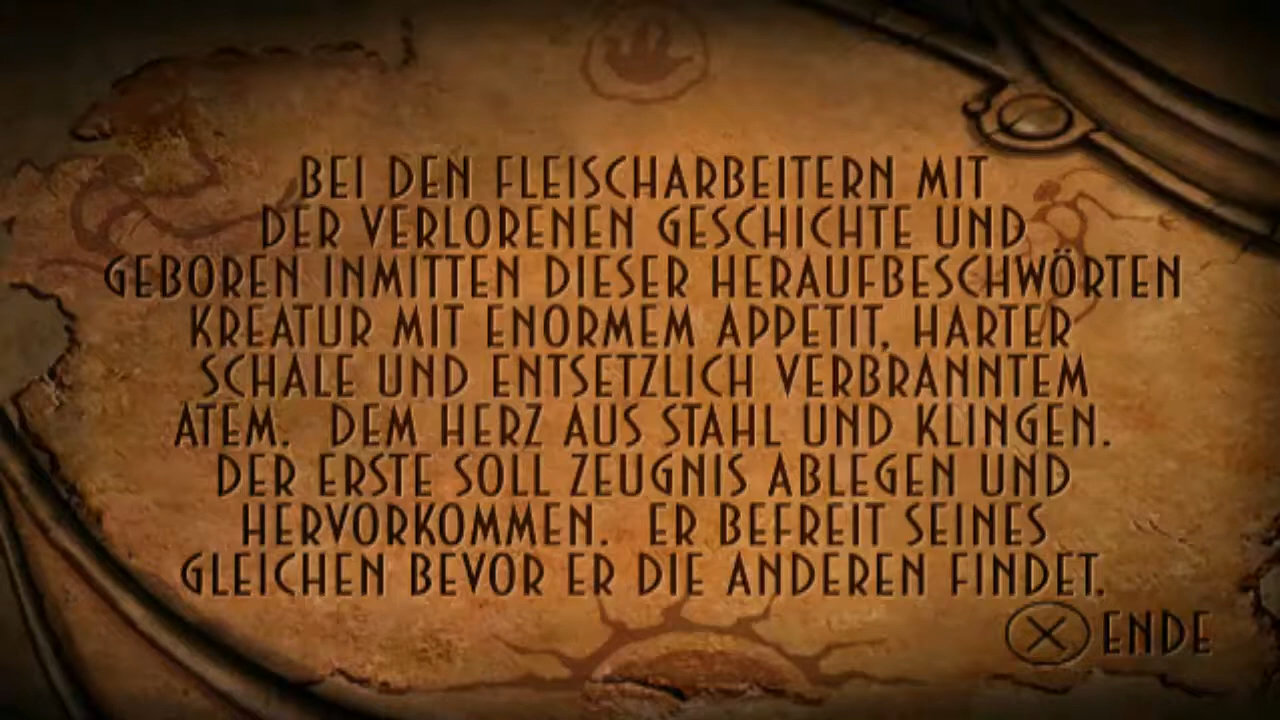 BEI DEN FLEISCHARBEITERN MIT
DER VERLORENEN GESCHICHTE UND
GEBOREN INMITTEN DIESER HERAUFBESCHWÖRTEN
KREATUR MIT ENORMEM APPETIT, HARTER
SCHALE UND ENTSETZLICH VERBRANNTEM
ATEM. DEM HERZ AUS STAHL UND KLINGEN.
DER ERSTE SOLL ZEUGNIS ABLEGEN UND
HERVORKOMMEN. ER BEFREIT SEINES
GLEICHEN BEVOR ER DIE ANDEREN FINDET.
X ENDE